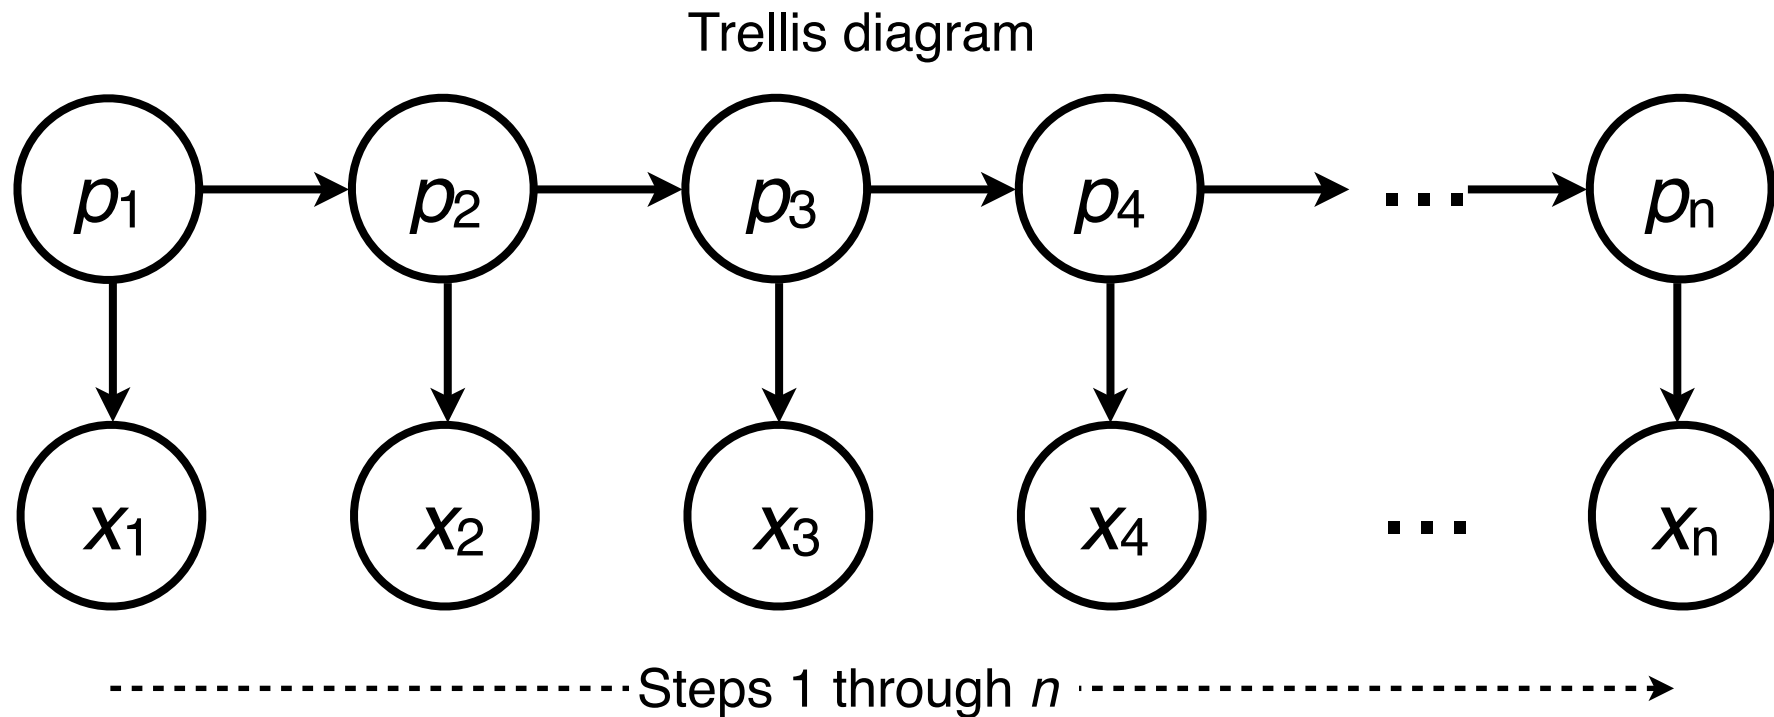 Trellis diagram
p1 p2 p3 p4 ... pn
x1 x2 x3 x4 ... xn
Steps 1 through n